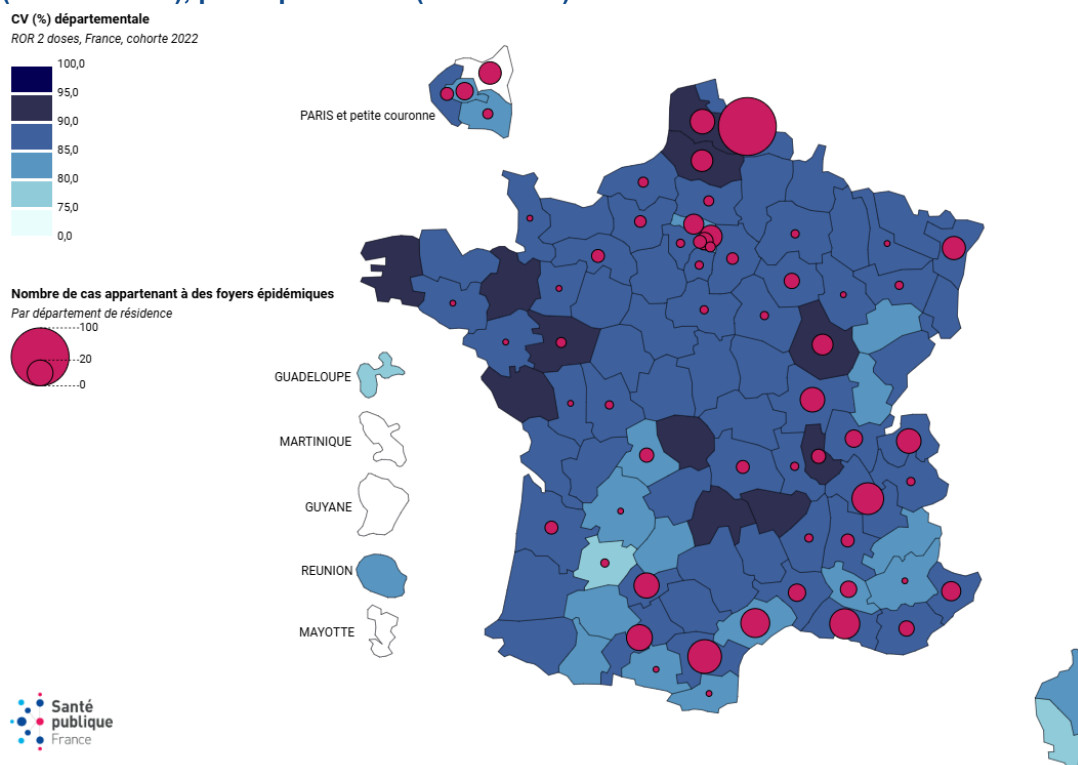 CV (%) départementale
ROR 2 doses, France, cohorte 2022
100,0
95,0
90,0
85,0
80,0
75,0
0,0
PARIS et petite couronne
Nombre de cas appartenant à des foyers épidémiques
Par département de résidence
100
20
0
GUADELOUPE
MARTINIQUE
GUYANE
REUNION
MAYOTTE
Santé
publique
France